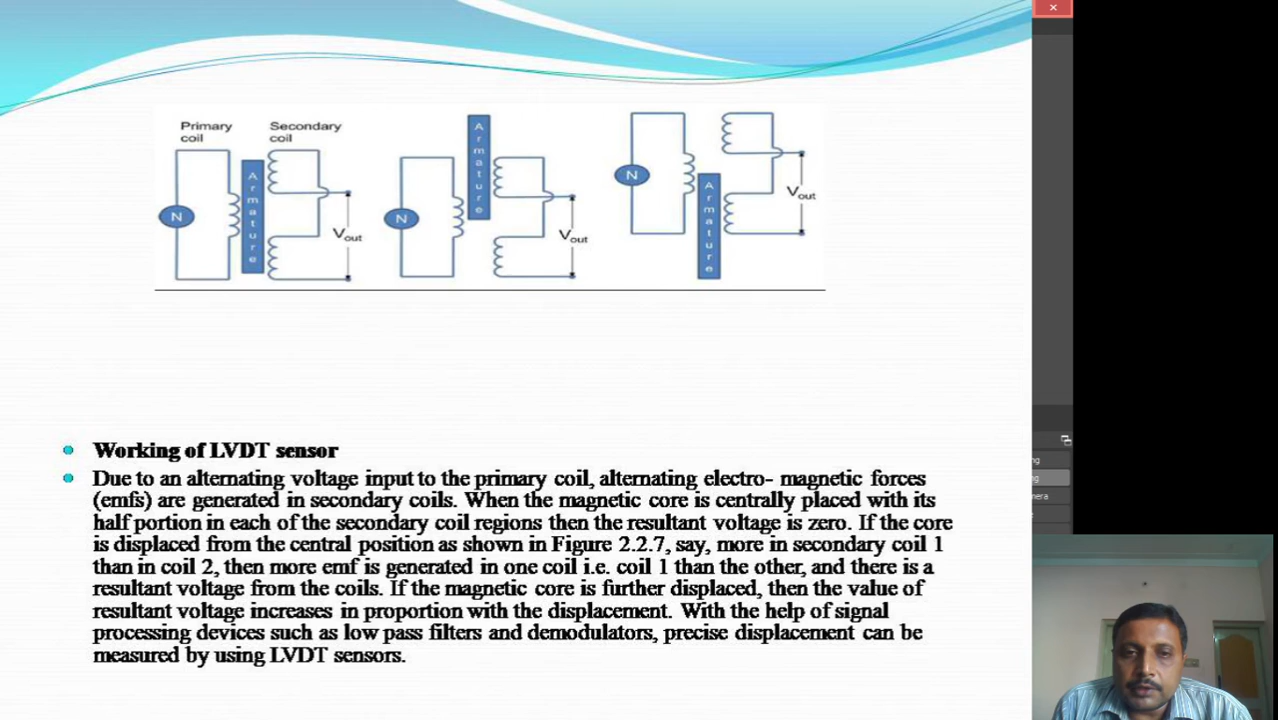 Primary
coil
Secondary
coil
N
Armature
Vout
N
Armature
Vout
N
Armature
Vout
Working of LVDT sensor
Due to an alternating voltage input to the primary coil, alternating electro- magnetic forces
(emfs) are generated in secondary coils. When the magnetic core is centrally placed with its
half portion in each of the secondary coil regions then the resultant voltage is zero. If the core
is displaced from the central position as shown in Figure 2.2.7, say, more in secondary coil 1
than in coil 2, then more emf is generated in one coil i.e. coil 1 than the other, and there is a
resultant voltage from the coils. If the magnetic core is further displaced, then the value of
resultant voltage increases in proportion with the displacement. With the help of signal
processing devices such as low pass filters and demodulators, precise displacement can be
measured by using LVDT sensors.
ng
ng
mera